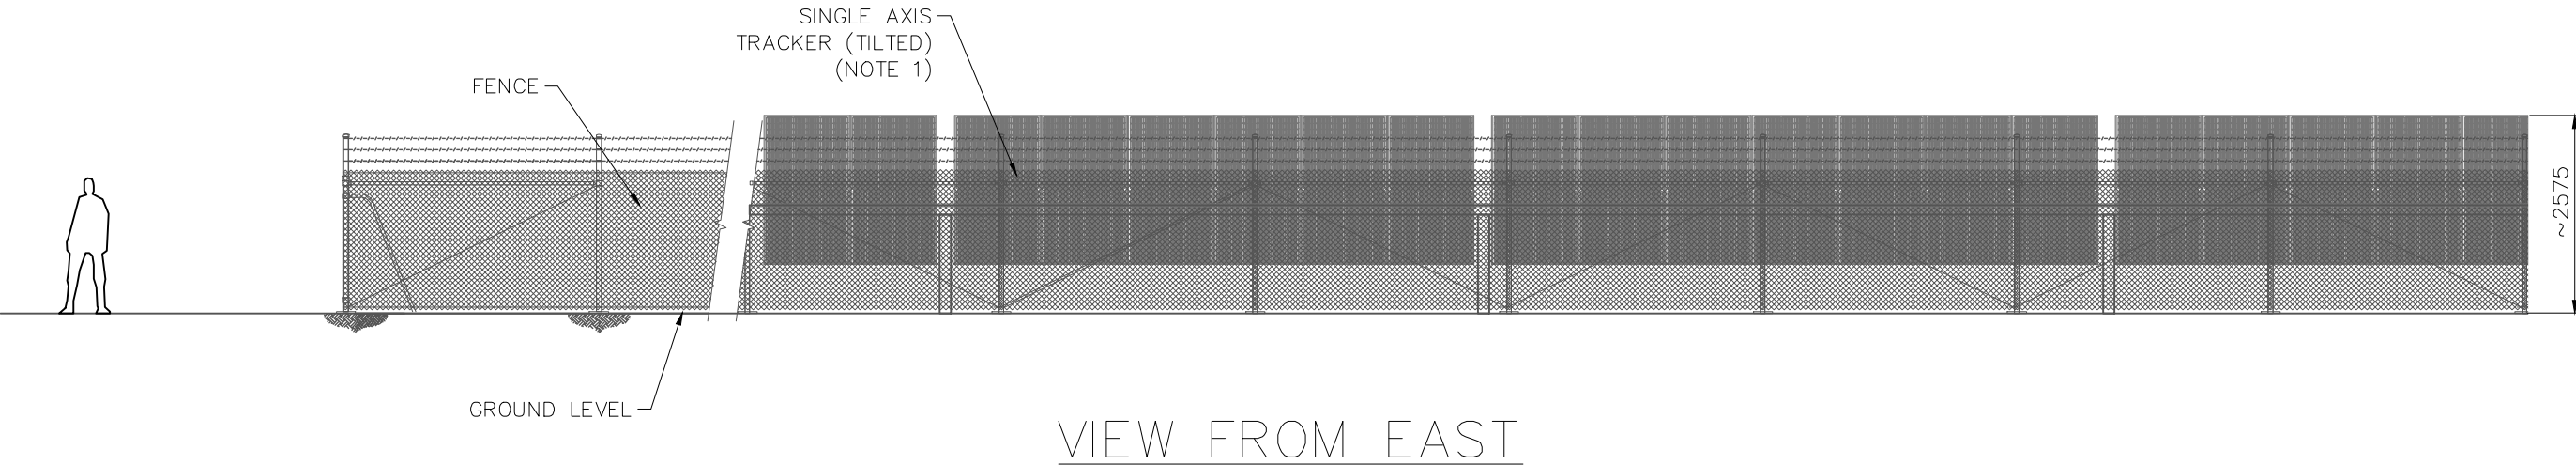 SINGLE AXIS
TRACKER (TILTED)
(NOTE 1)
FENCE
~2575
GROUND LEVEL
VIEW FROM EAST